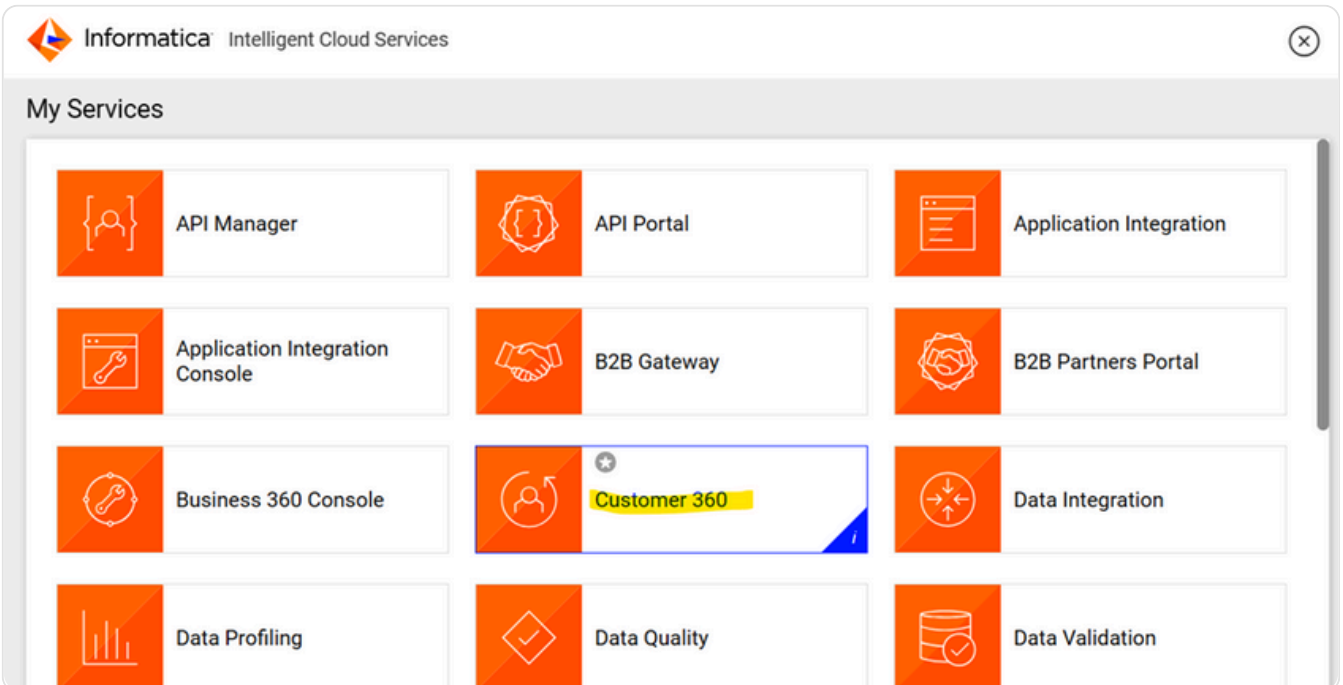 Informatica Intelligent Cloud Services
My Services
API Manager
API Portal
Application Integration
Application Integration
Console
B2B Gateway
B2B Partners Portal
Business 360 Console
Customer 360
i
Data Integration
Data Profiling
Data Quality
Data Validation